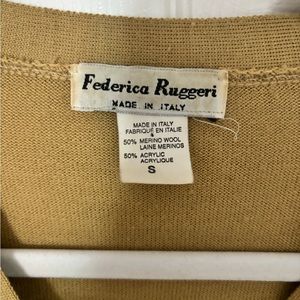 Federica Ruggeri
MADE IN ITALY
MADE IN ITALY
FABRIQUÉ EN ITALIE
50% MERINO WOOL
LAINE MERINOS
50% ACRYLIC
ACRYLIQUE
S